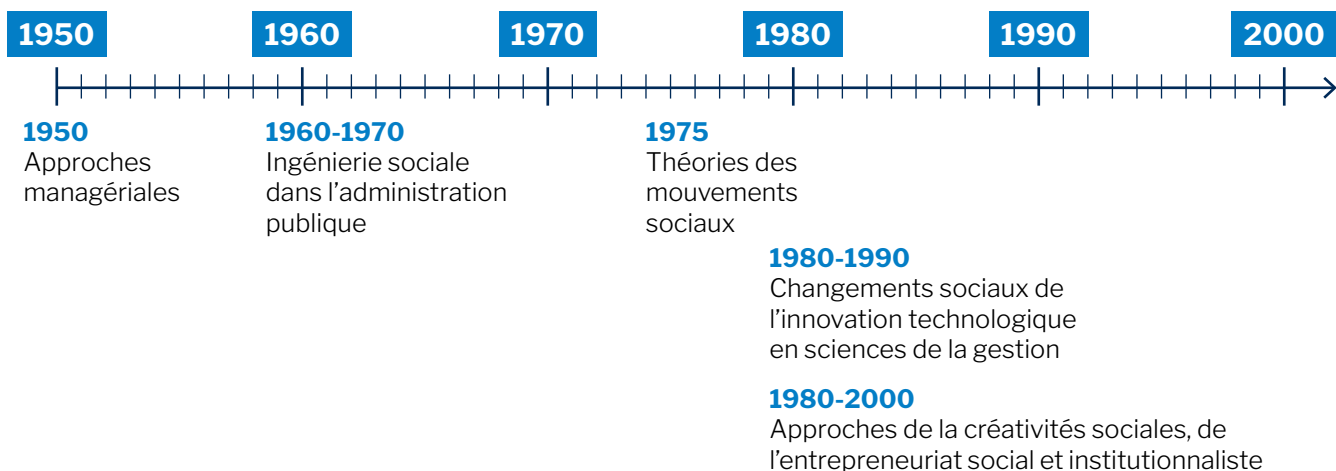 1950 1960 1970 1980 1990 2000
1950
Approches
managériales
1960-1970
Ingénierie sociale
dans l’administration
publique
1975
Théories des
mouvements
sociaux
1980-1990
Changements sociaux de
l’innovation technologique
en sciences de la gestion
1980-2000
Approches de la créativités sociales, de
l’entrepreneuriat social et institutionnaliste